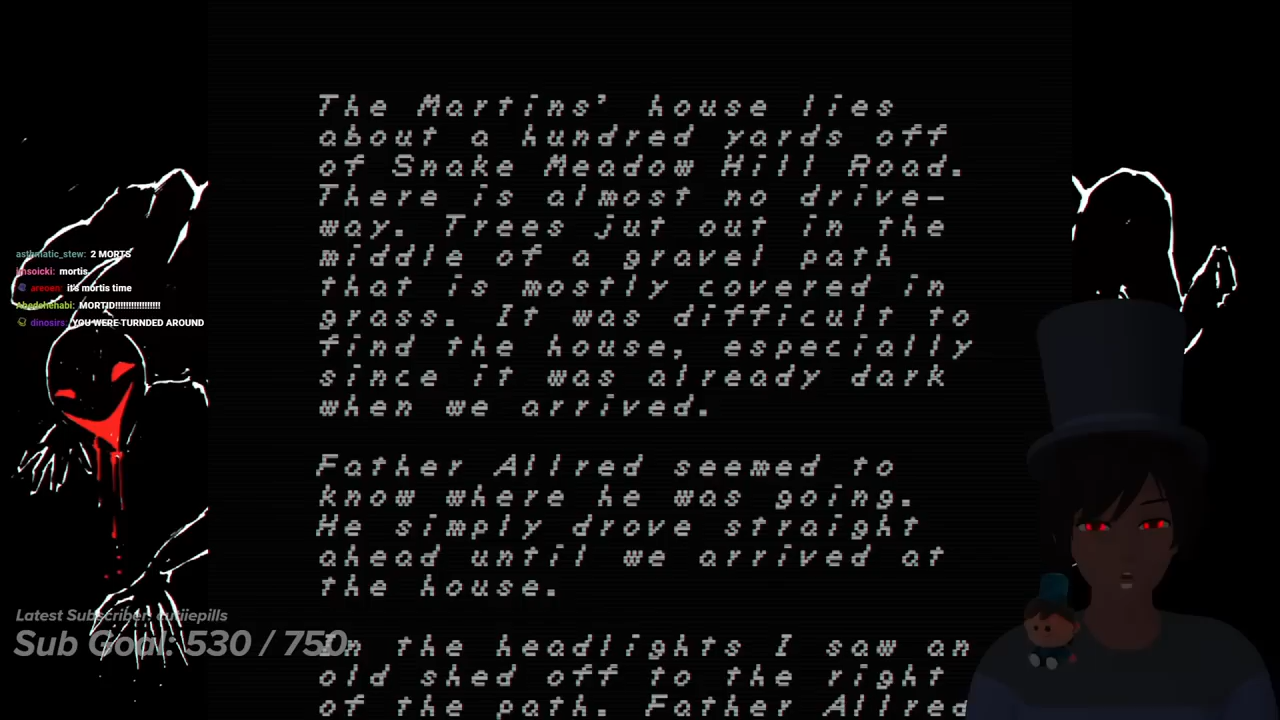 The Martins' house lies
about a hundred yards off
of Snake Meadow Hill Road.
There is almost no drive-
way. Trees jut out in the
middle of a gravel path
that is mostly covered in
grass. It was difficult to
find the house, especially
since it was already dark
when we arrived.
Father Allred seemed to
know where he was going.
He simply drove straight
ahead until we arrived at
the house.
In the headlights I saw an
old shed off to the right
of the path. Father Allred
asthmatic_stew: 2 MORTS
imsoicki: mortis
areoen: it's mortis time
Abedehenabi: MORTID!!!!!!!!!!!!!!!!!
dinosirs: YOU WERE TURNDED AROUND
Latest Subscriber: cutiiepills
Sub Goal: 530 / 750